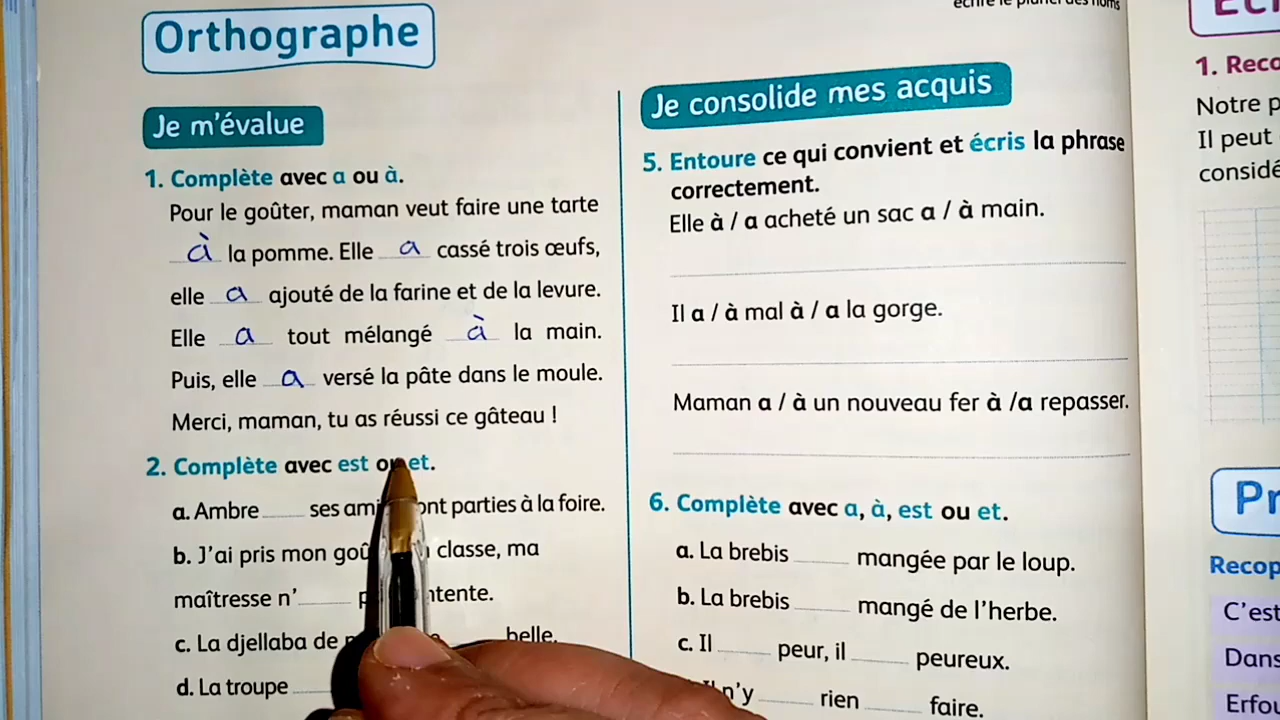 Orthographe
Je m'évalue
1. Complète avec a ou à.
Pour le goûter, maman veut faire une tarte
à la pomme. Elle a cassé trois œufs,
elle a ajouté de la farine et de la levure.
Elle a tout mélangé à la main.
Puis, elle a versé la pâte dans le moule.
Merci, maman, tu as réussi ce gâteau !
2. Complète avec est ou et.
a. Ambre ses ont parties à la foire.
b. J'ai pris mon classe, ma
maîtresse n'
c. La djellaba de belle.
d. La troupe
écrire le pluriel des noms
Je consolide mes acquis
5. Entoure ce qui convient et écris la phrase
correctement.
Elle à / a acheté un sac a / à main.
Il a / à mal à / a la gorge.
Maman a / à un nouveau fer à /a repasser.
6. Complète avec a, à, est ou et.
a. La brebis mangée par le loup.
b. La brebis mangé de l'herbe.
c. Il peur, il peureux.
n'y rien faire.
1. Reco
Notre p
Il peut
considé
Pr
Recop
C'est
Dans
Erfou